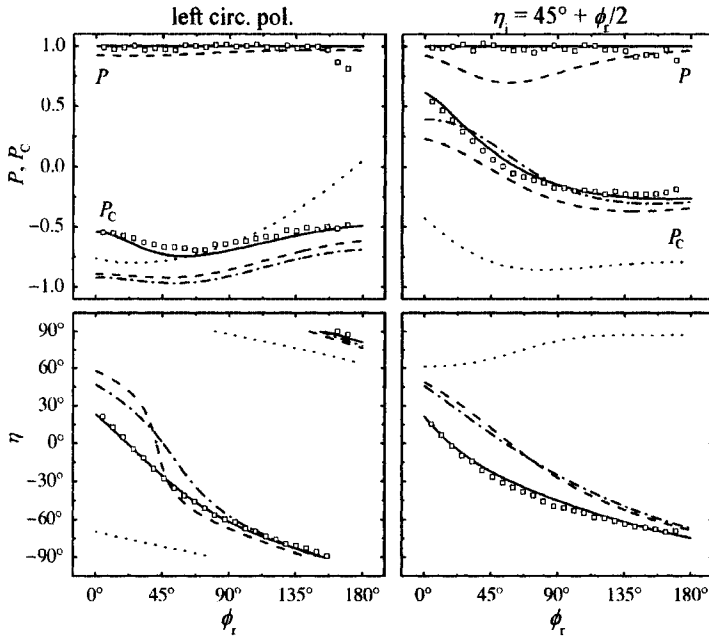 left circ. pol.
η_i = 45° + ϕ_r/2
P, P_C
1.0
0.5
0.0
−0.5
−1.0
P
P_C
P
P_C
η
90°
60°
30°
0°
−30°
−60°
−90°
0°
45°
90°
135°
180°
0°
45°
90°
135°
180°
ϕ_r
ϕ_r